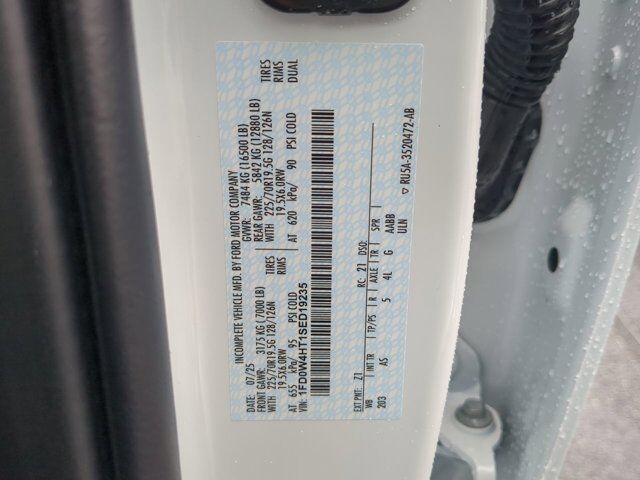 INCOMPLETE VEHICLE MFD. BY FORD MOTOR COMPANY
DATE: 07/25 GVWR: 7484 KG (16500 LB)
FRONT GAWR: 3175 KG (7000 LB) REAR GAWR: 5842 KG (12880 LB)
WITH 225/70R19.5G 128/126N TIRES WITH 225/70R19.5G 128/126N TIRES
19.5X6.0RW RIMS 19.5X6.0RW RIMS
AT 655 kPa/ 95 PSI COLD AT 620 kPa/ 90 PSI COLD DUAL
VIN: 1FD0W4HT1SED19235
EXT PNT: Z1 RC: 21 DSO:
WB INT TR TP/PS R AXLE TR SPR
203 AS 5 4L G AABB
ULN
▽ RU5A-3520472-AB